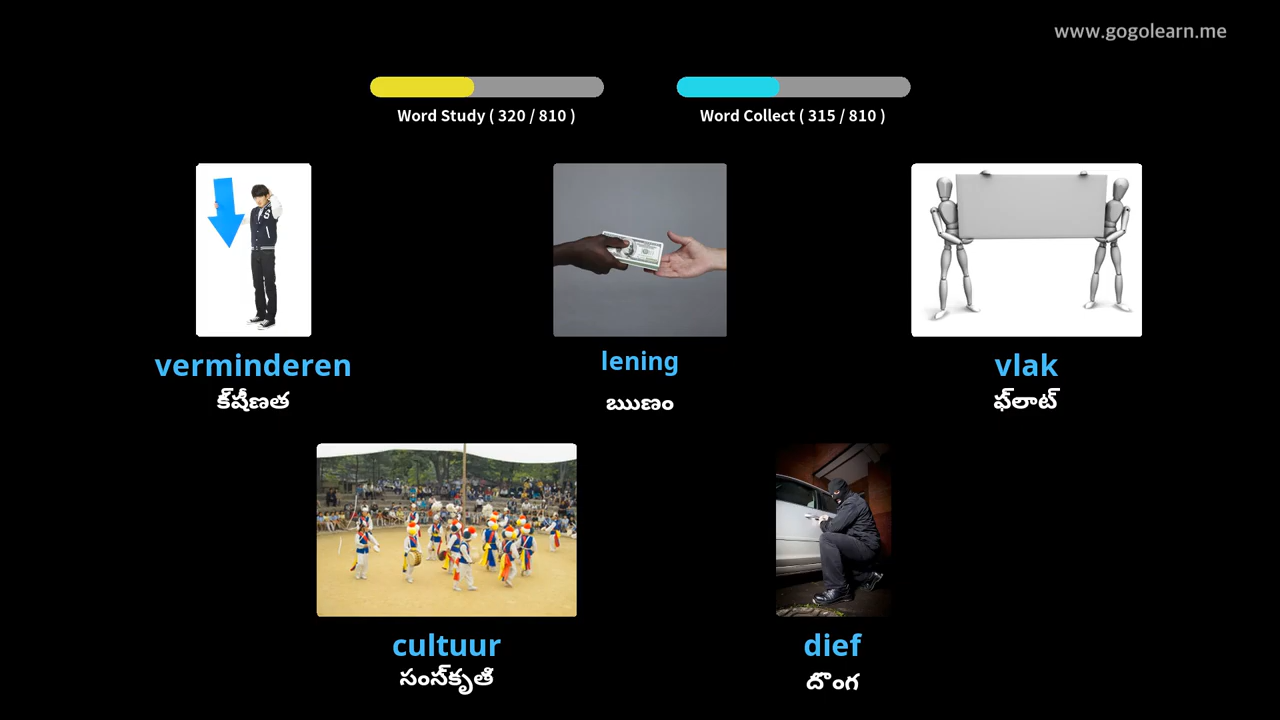 www.gogolearn.me
Word Study ( 320 / 810 )
Word Collect ( 315 / 810 )
verminderen
క్‌షీణత
lening
ఋణం
vlak
ఫ్‌లాట్
cultuur
సంస్‌కృతి
dief
దొంగ